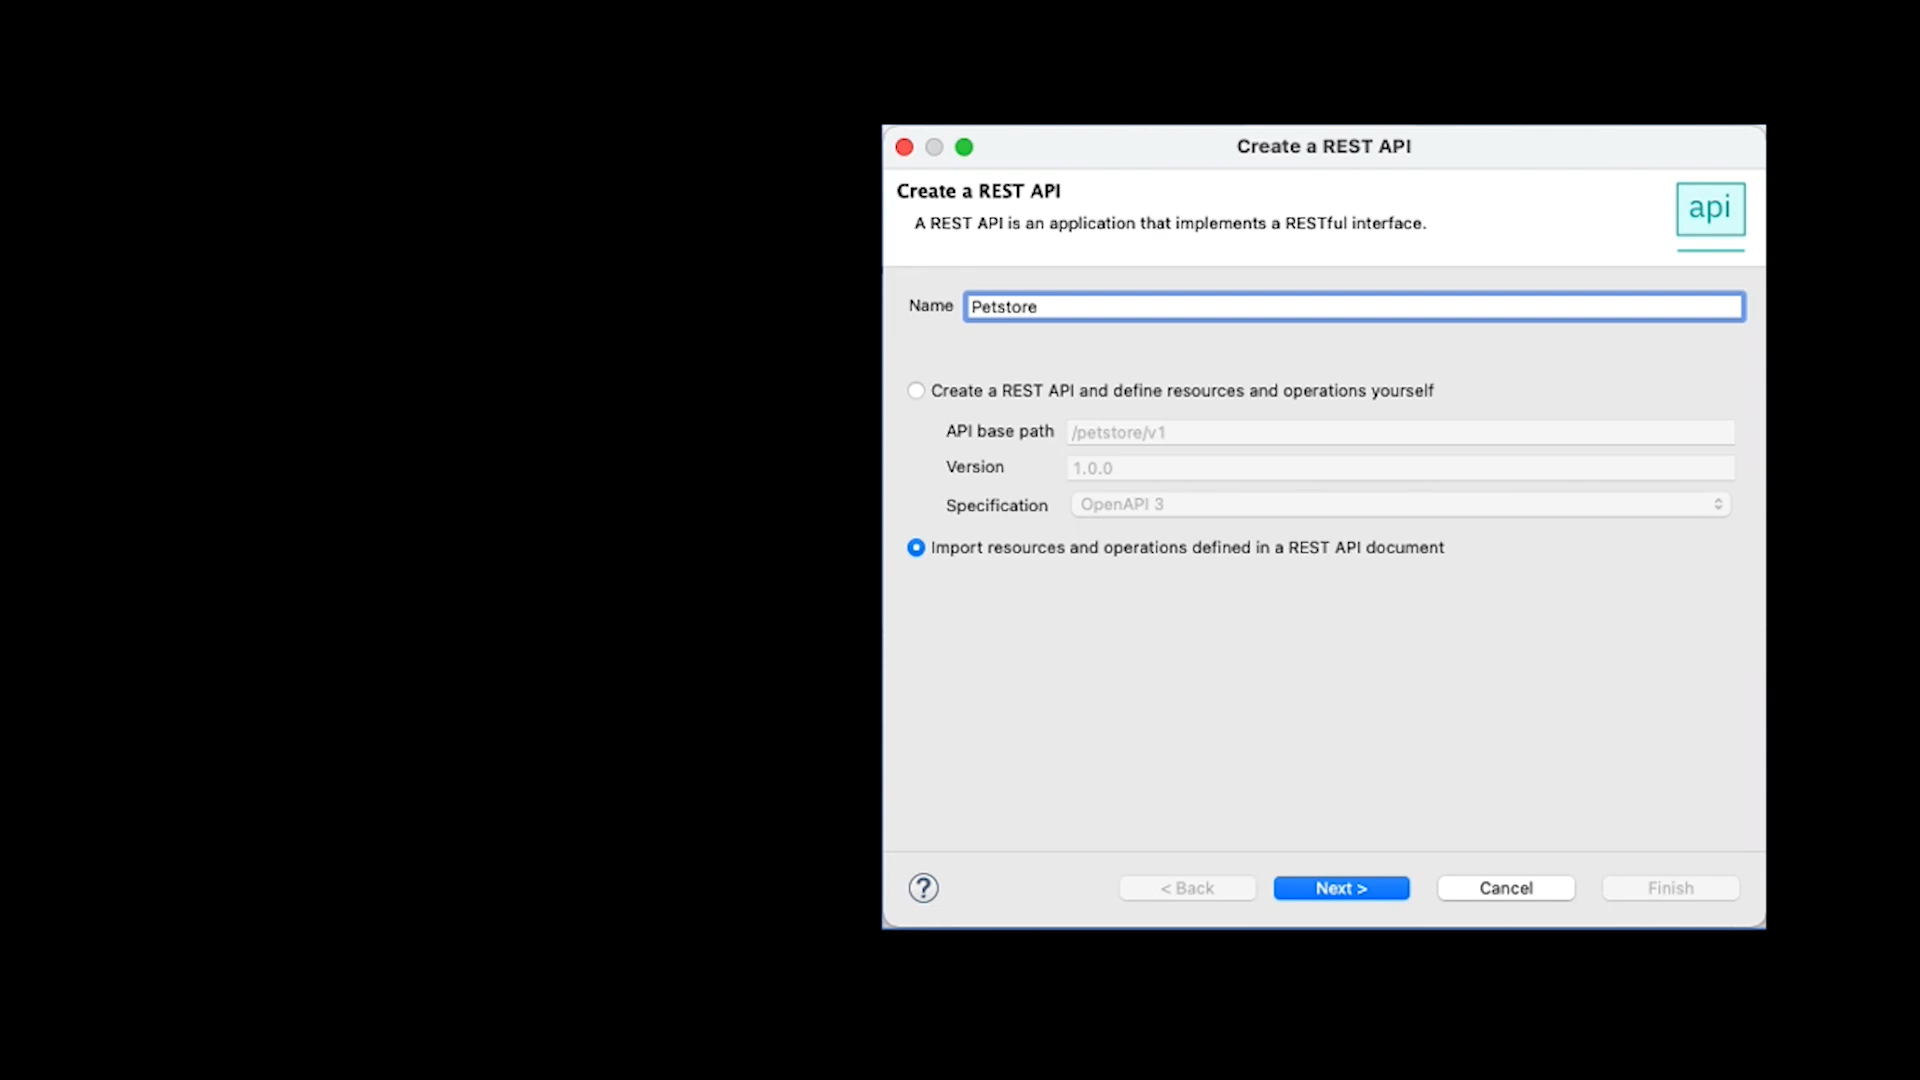 Create a REST API
Create a REST API
A REST API is an application that implements a RESTful interface.
api
Name Petstore
Create a REST API and define resources and operations yourself
API base path /petstore/v1
Version 1.0.0
Specification OpenAPI 3
Import resources and operations defined in a REST API document
? < Back Next > Cancel Finish